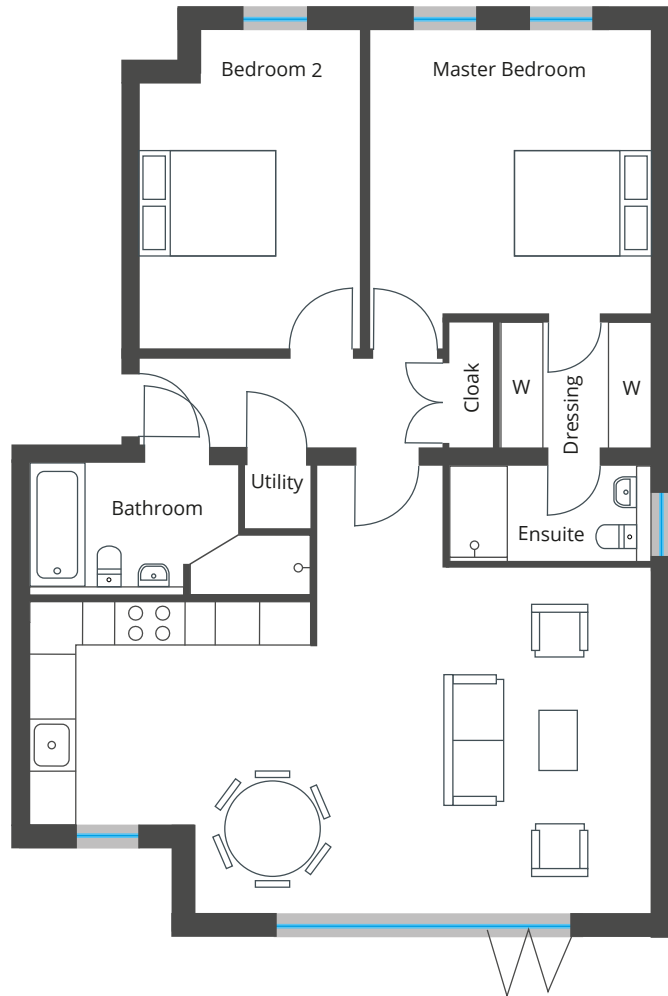 Bedroom 2
Master Bedroom
Cloak
W
Dressing
W
Utility
Bathroom
Ensuite